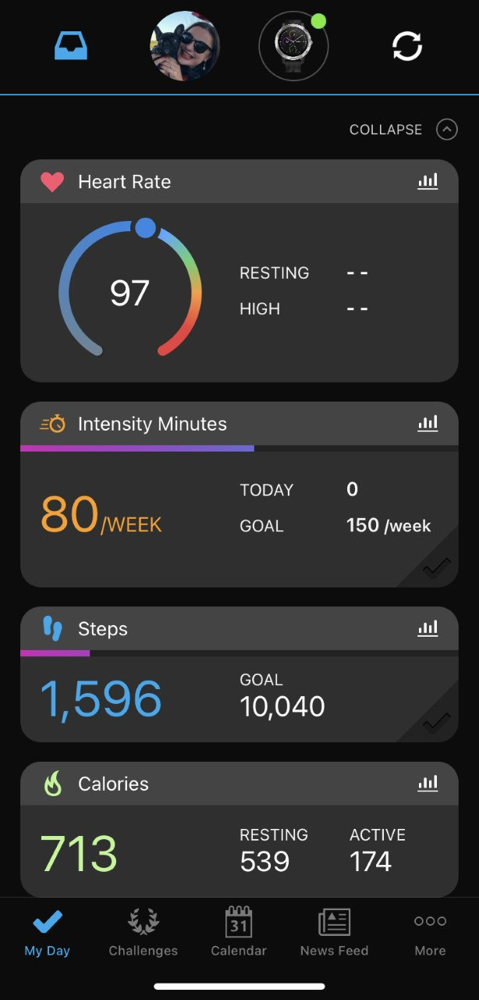 COLLAPSE
Heart Rate
97
RESTING - -
HIGH - -
Intensity Minutes
80/WEEK
TODAY 0
GOAL 150 /week
Steps
1,596
GOAL
10,040
Calories
713
RESTING ACTIVE
539 174
31
My Day Challenges Calendar News Feed More